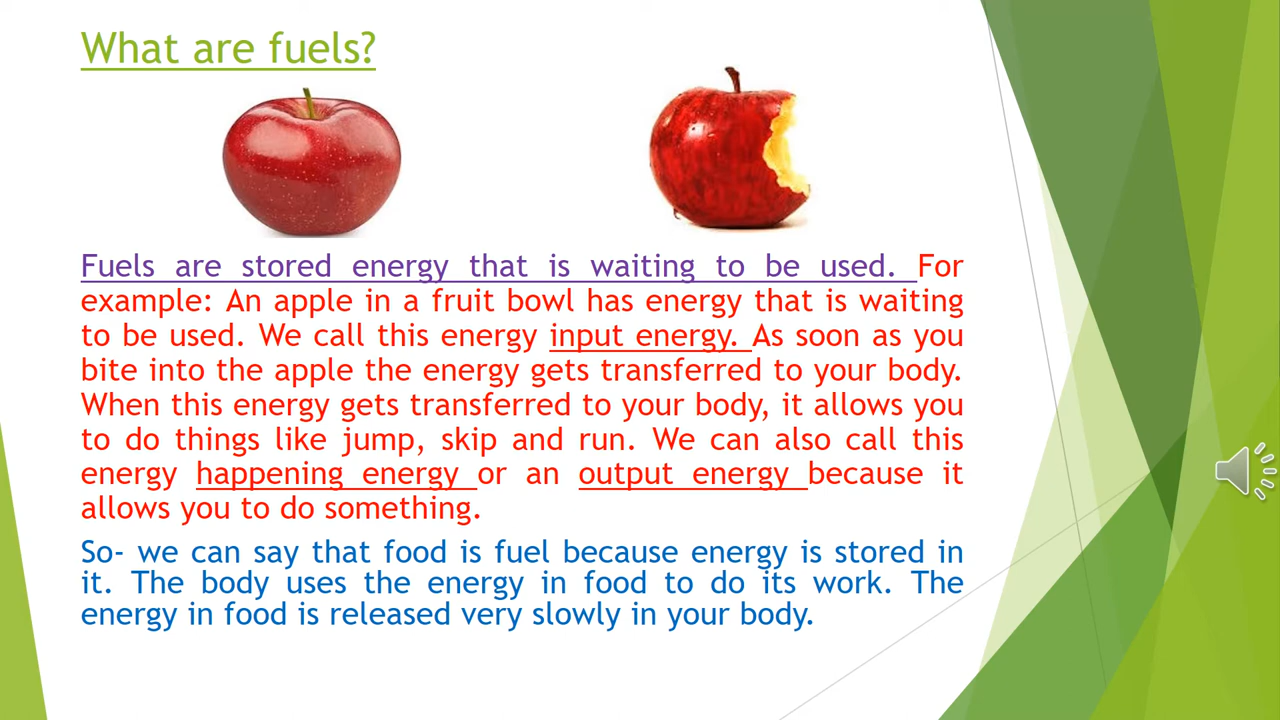 What are fuels?
Fuels are stored energy that is waiting to be used. For
example: An apple in a fruit bowl has energy that is waiting
to be used. We call this energy input energy. As soon as you
bite into the apple the energy gets transferred to your body.
When this energy gets transferred to your body, it allows you
to do things like jump, skip and run. We can also call this
energy happening energy or an output energy because it
allows you to do something.
So- we can say that food is fuel because energy is stored in
it. The body uses the energy in food to do its work. The
energy in food is released very slowly in your body.